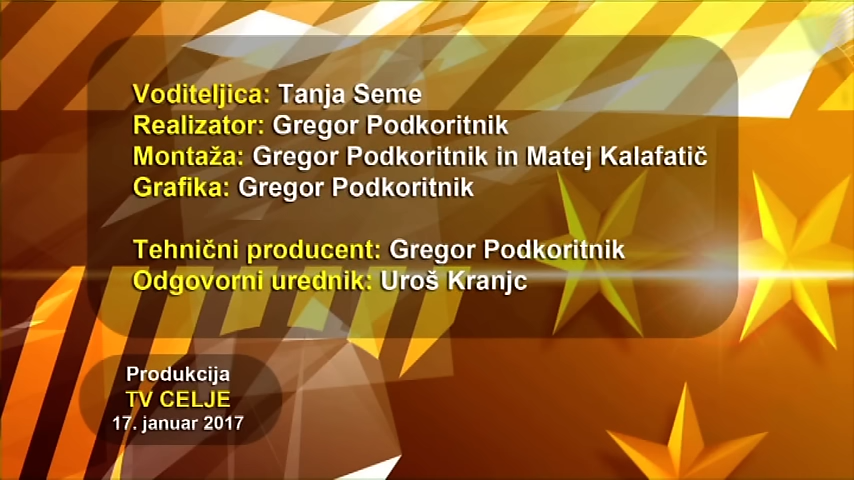 Voditeljica: Tanja Seme
Realizator: Gregor Podkoritnik
Montaža: Gregor Podkoritnik in Matej Kalafatič
Grafika: Gregor Podkoritnik
Tehnični producent: Gregor Podkoritnik
Odgovorni urednik: Uroš Kranjc
Produkcija
TV CELJE
17. januar 2017